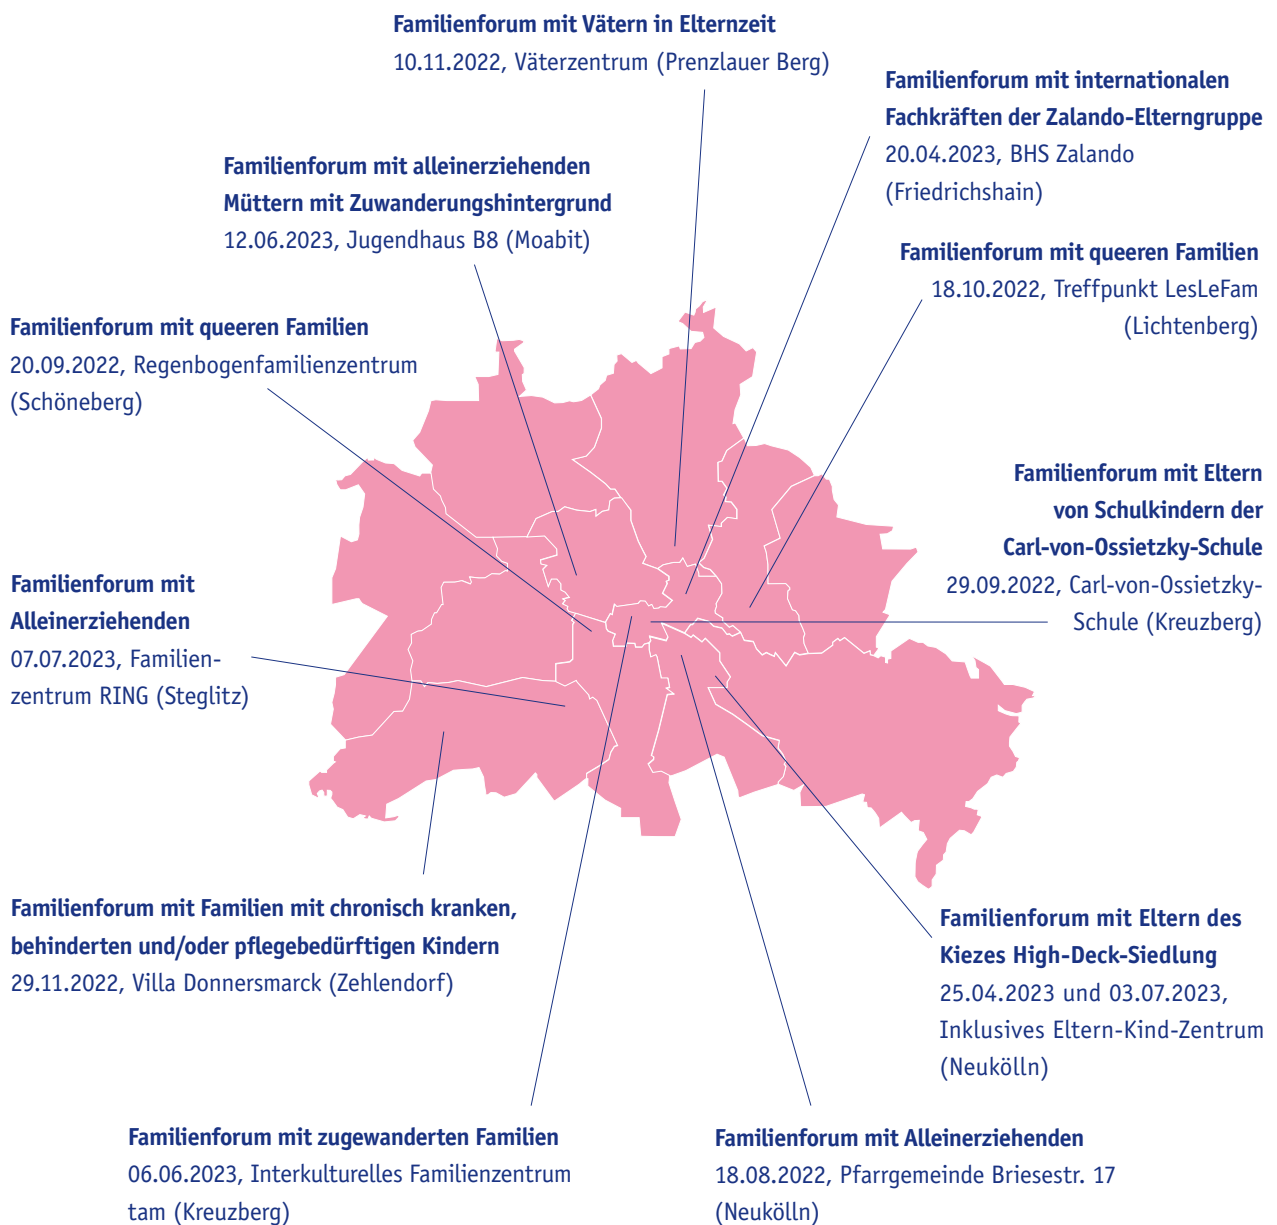 Familienforum mit Vätern in Elternzeit
10.11.2022, Väterzentrum (Prenzlauer Berg)
Familienforum mit internationalen
Fachkräften der Zalando-Elterngruppe
20.04.2023, BHS Zalando
(Friedrichshain)
Familienforum mit alleinerziehenden
Müttern mit Zuwanderungshintergrund
12.06.2023, Jugendhaus B8 (Moabit)
Familienforum mit queeren Familien
18.10.2022, Treffpunkt LesLeFam
(Lichtenberg)
Familienforum mit queeren Familien
20.09.2022, Regenbogenfamilienzentrum
(Schöneberg)
Familienforum mit Eltern
von Schulkindern der
Carl-von-Ossietzky-Schule
29.09.2022, Carl-von-Ossietzky-
Schule (Kreuzberg)
Familienforum mit
Alleinerziehenden
07.07.2023, Familien-
zentrum RING (Steglitz)
Familienforum mit Familien mit chronisch kranken,
behinderten und/oder pflegebedürftigen Kindern
29.11.2022, Villa Donnersmarck (Zehlendorf)
Familienforum mit Eltern des
Kiezes High-Deck-Siedlung
25.04.2023 und 03.07.2023,
Inklusives Eltern-Kind-Zentrum
(Neukölln)
Familienforum mit zugewanderten Familien
06.06.2023, Interkulturelles Familienzentrum
tam (Kreuzberg)
Familienforum mit Alleinerziehenden
18.08.2022, Pfarrgemeinde Briesestr. 17
(Neukölln)